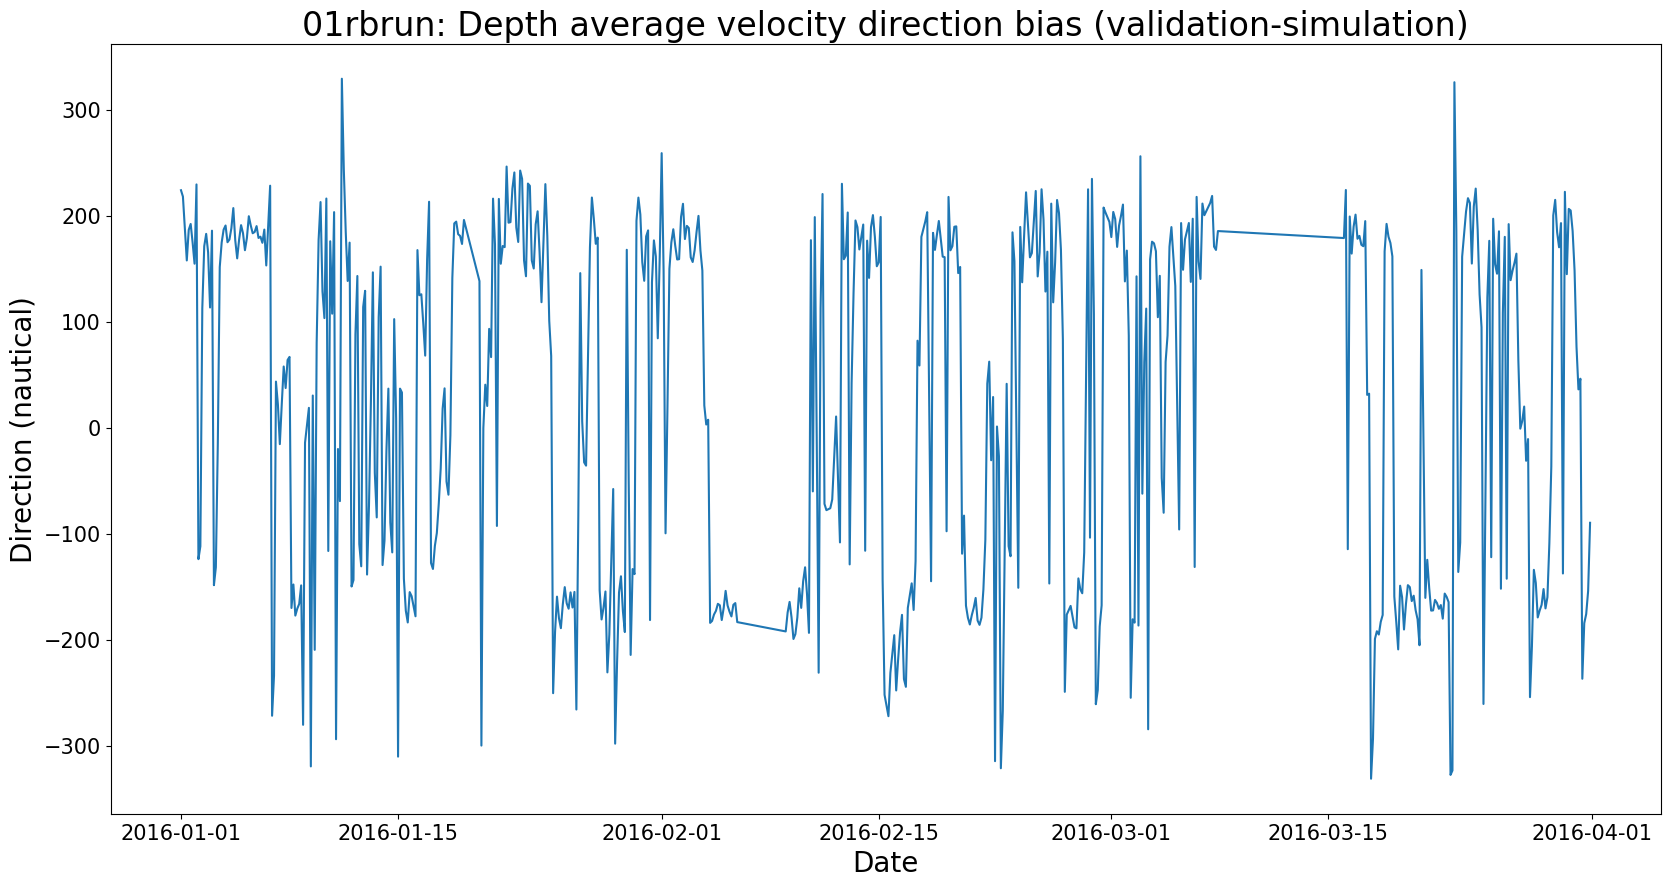 01rbrun: Depth average velocity direction bias (validation-simulation)
Direction (nautical)
300
200
100
0
−100
−200
−300
2016-01-01 2016-01-15 2016-02-01 2016-02-15 2016-03-01 2016-03-15 2016-04-01
Date